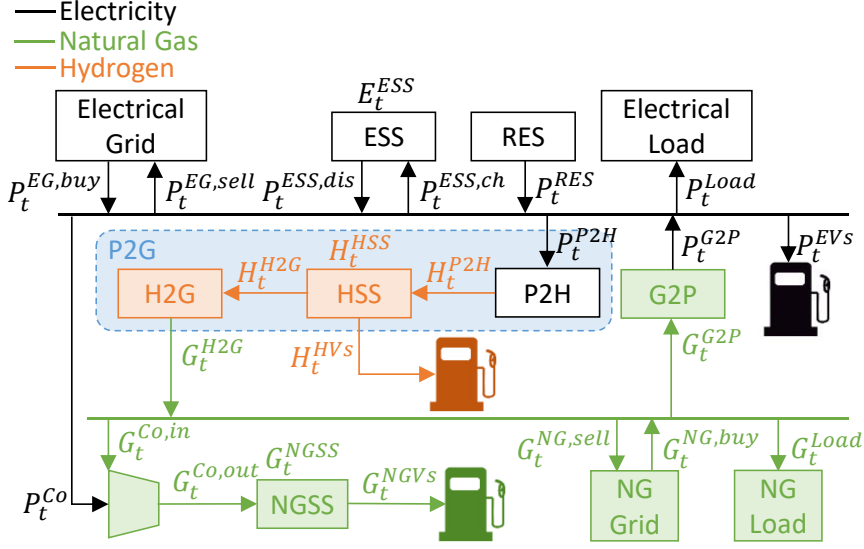 Electricity
Natural Gas
Hydrogen
Electrical
Grid
E_t^{ESS}
ESS
RES
Electrical
Load
P_t^{EG,buy}
P_t^{EG,sell}
P_t^{ESS,dis}
P_t^{ESS,ch}
P_t^{RES}
P_t^{Load}
P2G
H_t^{HSS}
P_t^{P2H}
P_t^{G2P}
P_t^{EVs}
H_t^{H2G}
H_t^{P2H}
H2G
HSS
P2H
G2P
G_t^{H2G}
H_t^{HVs}
G_t^{G2P}
G_t^{Co,in}
G_t^{NG,sell}
G_t^{NG,buy}
G_t^{Load}
P_t^{Co}
G_t^{Co,out}
G_t^{NGSS}
G_t^{NGVs}
NGSS
NG
Grid
NG
Load